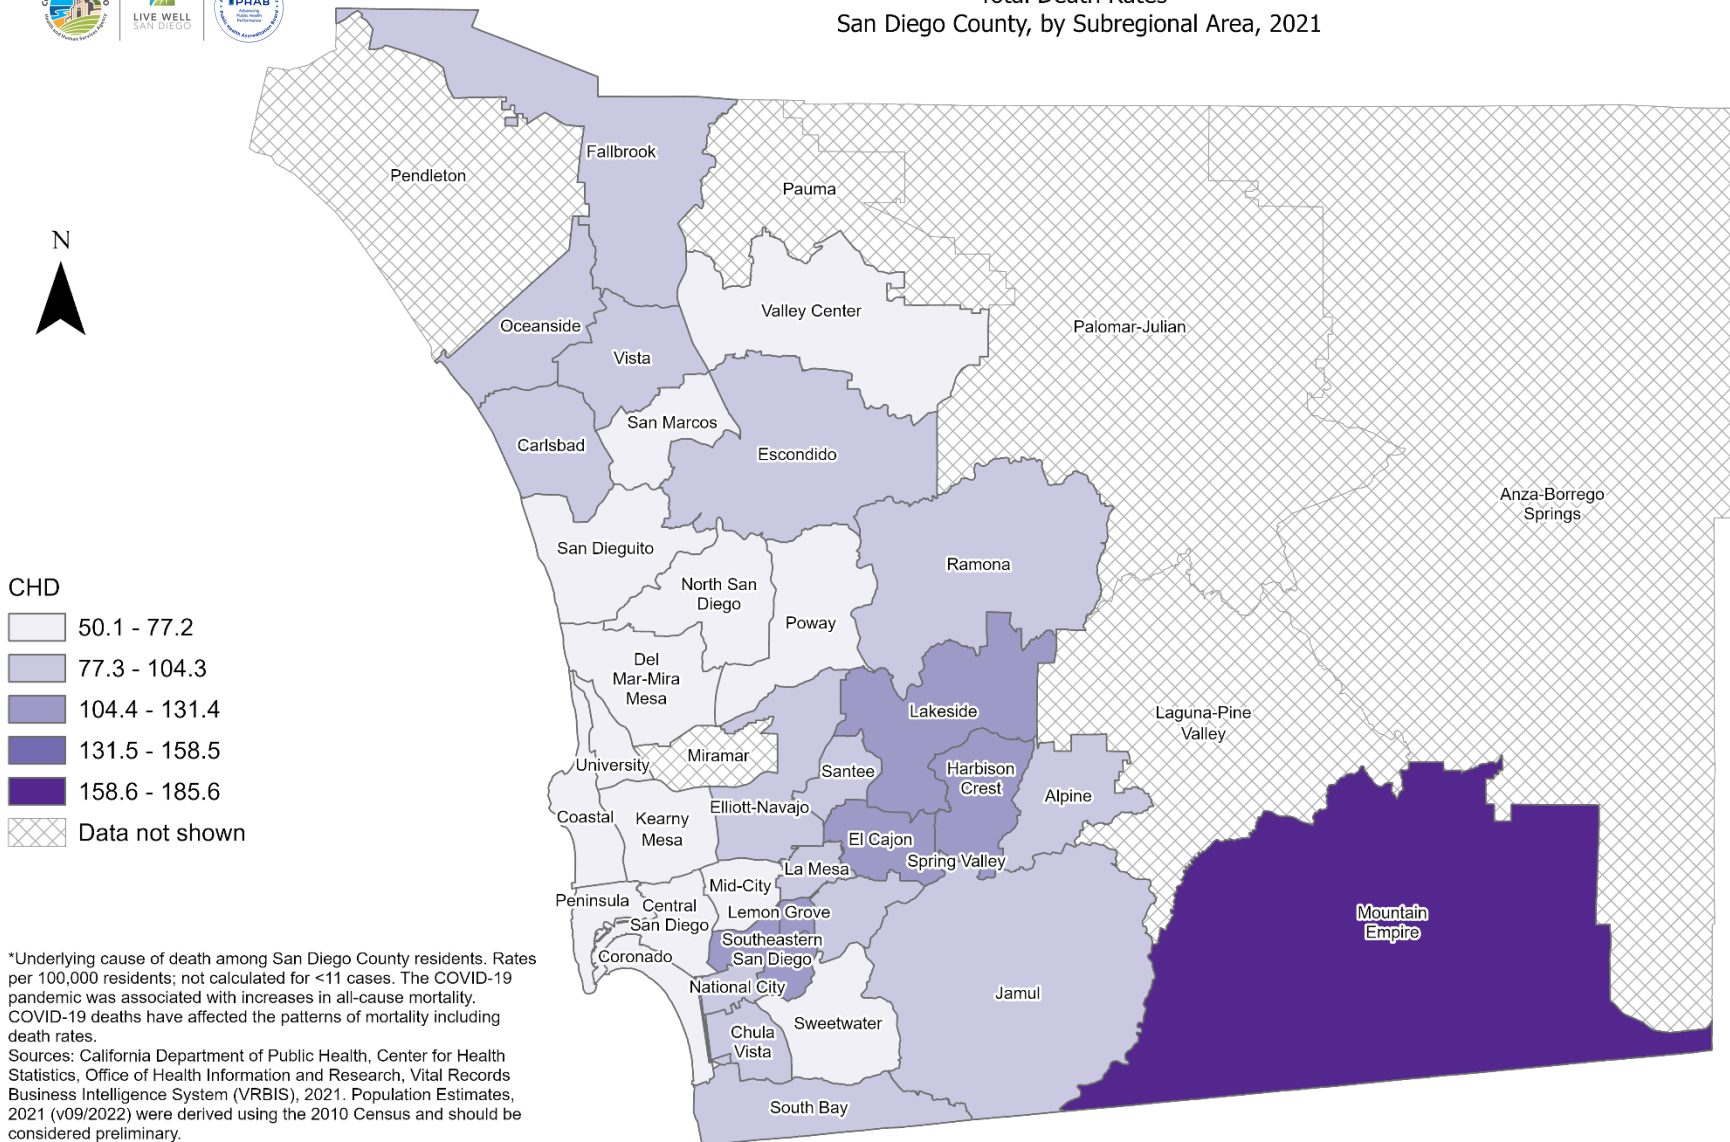 PHAB
Advancing
Public Health
Performance
LIVE WELL
SAN DIEGO
Total Death Rates
San Diego County, by Subregional Area, 2021
N
Pendleton
Fallbrook
Pauma
Valley Center
Oceanside
Palomar-Julian
Vista
San Marcos
Carlsbad
Escondido
Anza-Borrego
Springs
San Dieguito
Ramona
North San
Diego
Poway
Del
Mar-Mira
Mesa
Lakeside
Laguna-Pine
Valley
Miramar
University
Santee
Harbison
Crest
Alpine
Elliott-Navajo
Coastal
Kearny
Mesa
El Cajon
Spring Valley
La Mesa
Mid-City
Peninsula
Central
San Diego
Lemon Grove
Mountain
Empire
Southeastern
San Diego
Coronado
National City
Jamul
Sweetwater
Chula
Vista
South Bay
CHD
50.1 - 77.2
77.3 - 104.3
104.4 - 131.4
131.5 - 158.5
158.6 - 185.6
Data not shown
*Underlying cause of death among San Diego County residents. Rates
per 100,000 residents; not calculated for <11 cases. The COVID-19
pandemic was associated with increases in all-cause mortality.
COVID-19 deaths have affected the patterns of mortality including
death rates.
Sources: California Department of Public Health, Center for Health
Statistics, Office of Health Information and Research, Vital Records
Business Intelligence System (VRBIS), 2021. Population Estimates,
2021 (v09/2022) were derived using the 2010 Census and should be
considered preliminary.